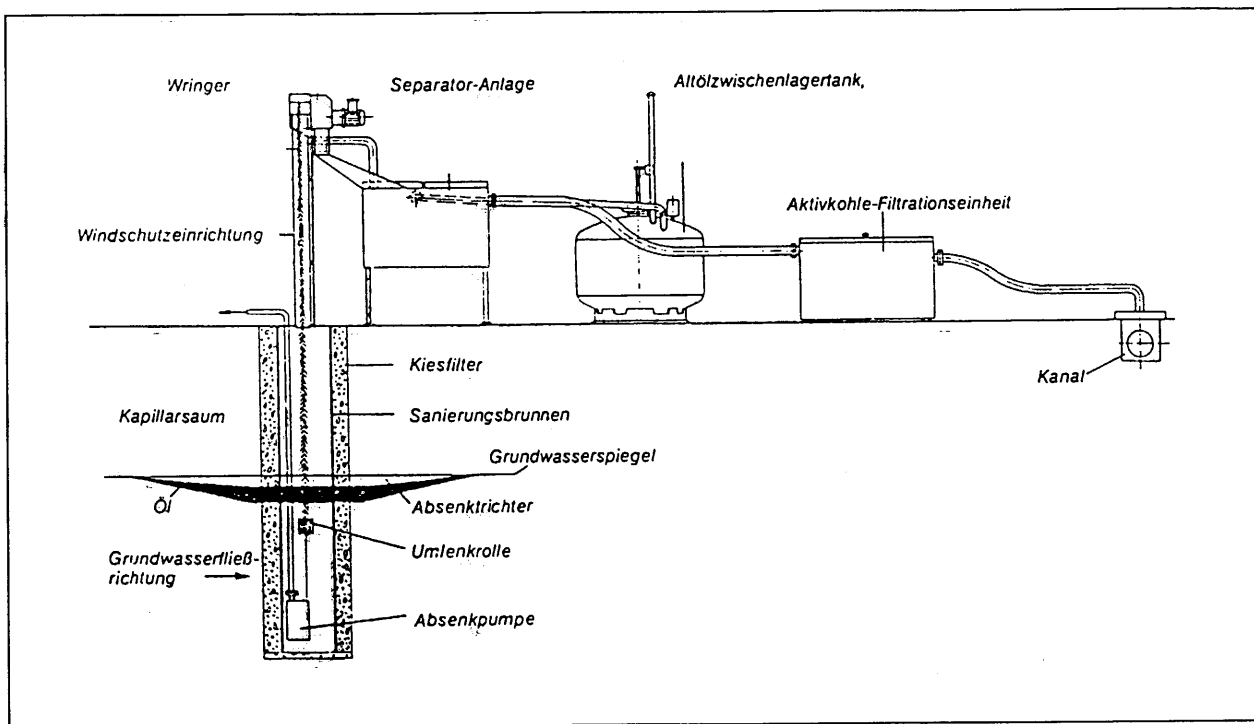 Wringer
Separator-Anlage
Altölzwischenlagertank,
Aktivkohle-Filtrationseinheit
Windschutzeinrichtung
Kiesfilter
Kanal
Kapillarsaum
Sanierungsbrunnen
Grundwasserspiegel
Öl
Absenktrichter
Umlenkrolle
Grundwasserfließ-
richtung
Absenkpumpe